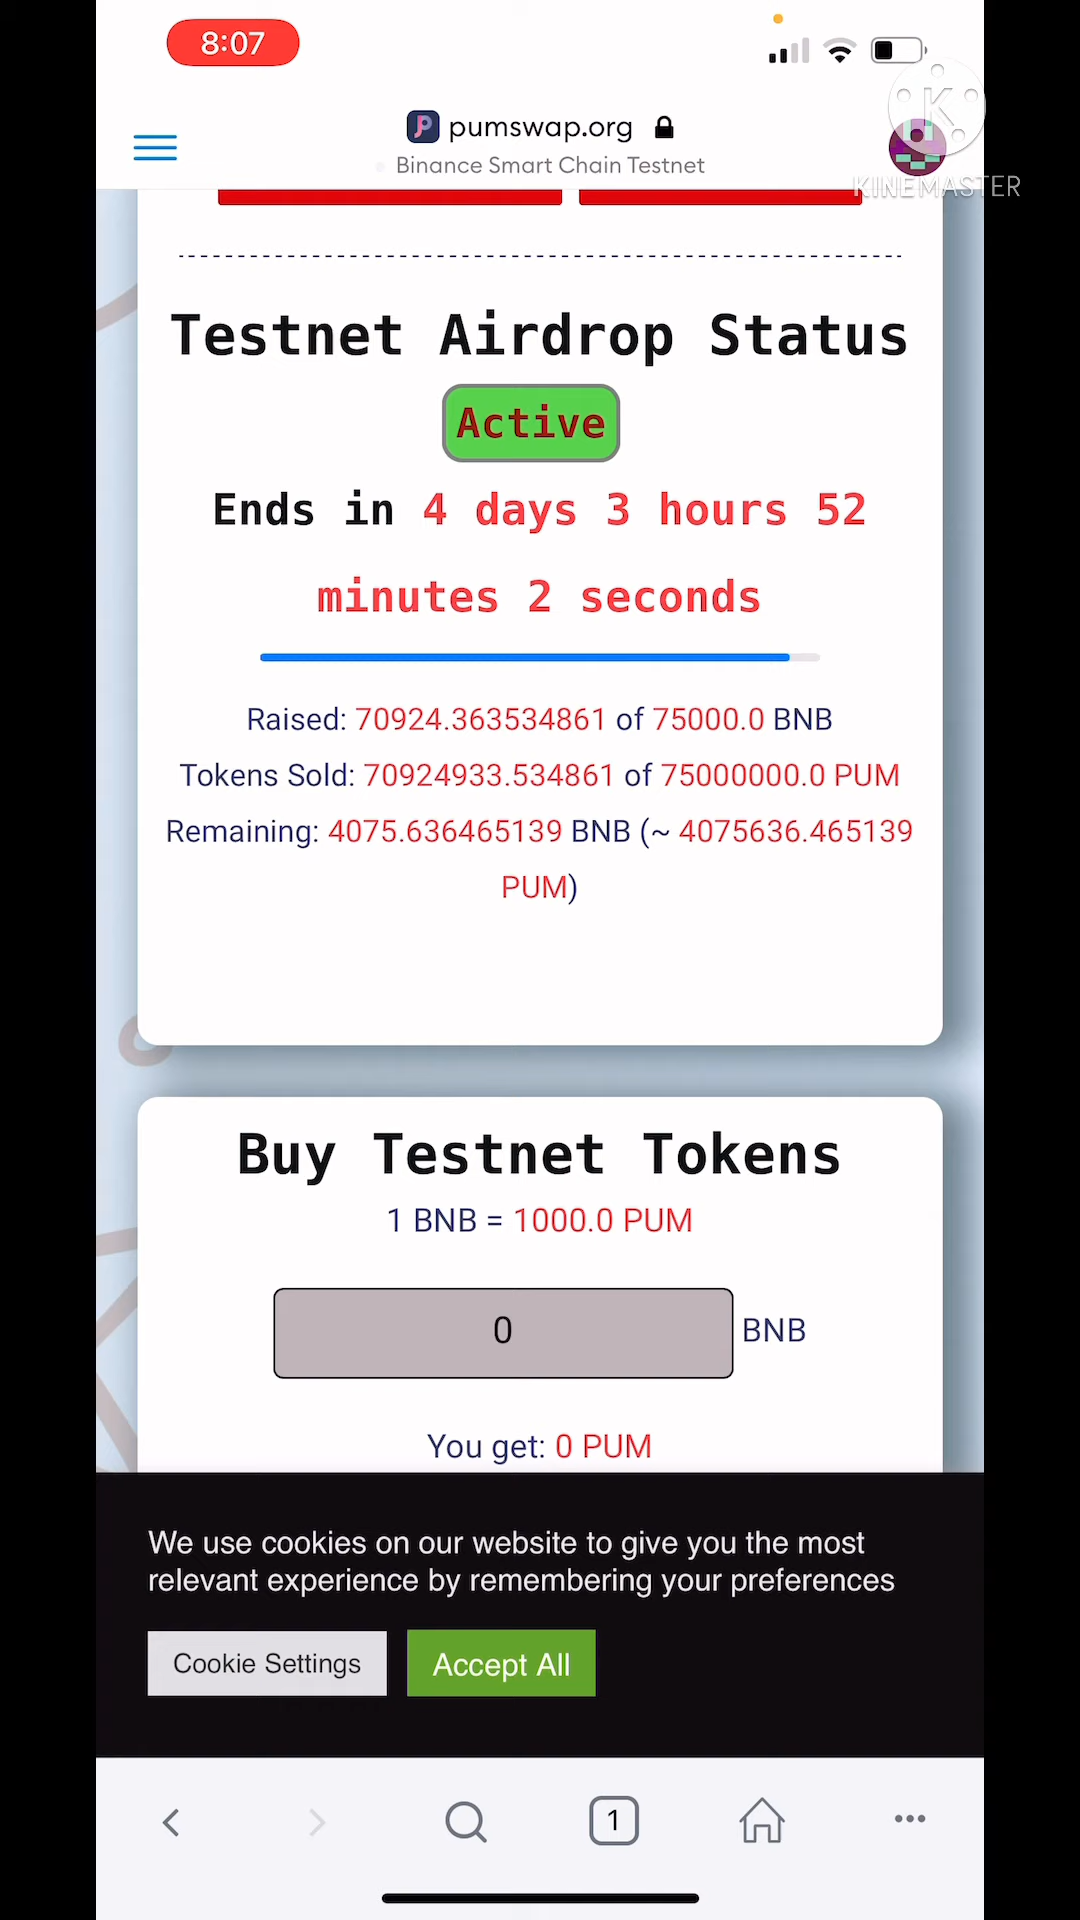 8:07
pumswap.org
Binance Smart Chain Testnet
KINEMASTER
Testnet Airdrop Status
Active
Ends in 4 days 3 hours 52
minutes 2 seconds
Raised: 70924.363534861 of 75000.0 BNB
Tokens Sold: 70924933.534861 of 75000000.0 PUM
Remaining: 4075.636465139 BNB (~ 4075636.465139
PUM)
Buy Testnet Tokens
1 BNB = 1000.0 PUM
0 BNB
You get: 0 PUM
We use cookies on our website to give you the most
relevant experience by remembering your preferences
Cookie Settings Accept All
1